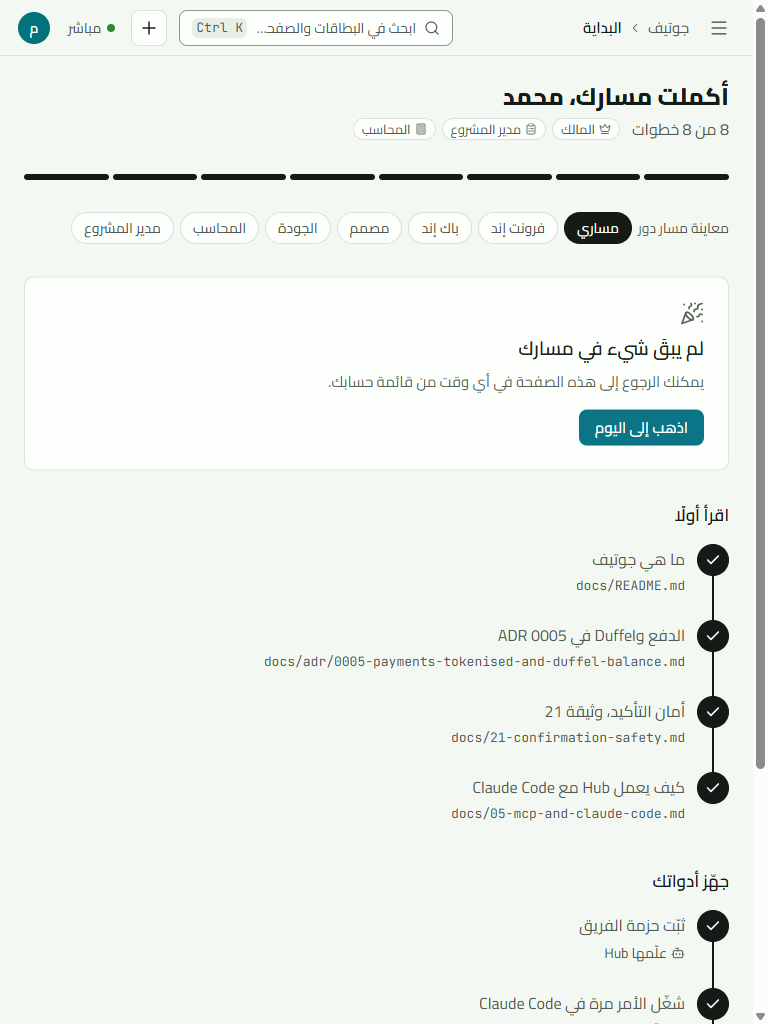 جوتيف
البداية
ابحث في البطاقات والصفح...
Ctrl K
مباشر
م
أكملت مسارك، محمد
8 من 8 خطوات
المالك
مدير المشروع
المحاسب
معاينة مسار دور
مساري
فرونت إند
باك إند
مصمم
الجودة
المحاسب
مدير المشروع
لم يبقَ شيء في مسارك
يمكنك الرجوع إلى هذه الصفحة في أي وقت من قائمة حسابك.
اذهب إلى اليوم
اقرأ أولًا
ما هي جوتيف
docs/README.md
الدفع وDuffel في ADR 0005
docs/adr/0005-payments-tokenised-and-duffel-balance.md
أمان التأكيد، وثيقة 21
docs/21-confirmation-safety.md
كيف يعمل Hub مع Claude Code
docs/05-mcp-and-claude-code.md
جهّز أدواتك
ثبّت حزمة الفريق
علّمها Hub
شغّل الأمر مرة في Claude Code